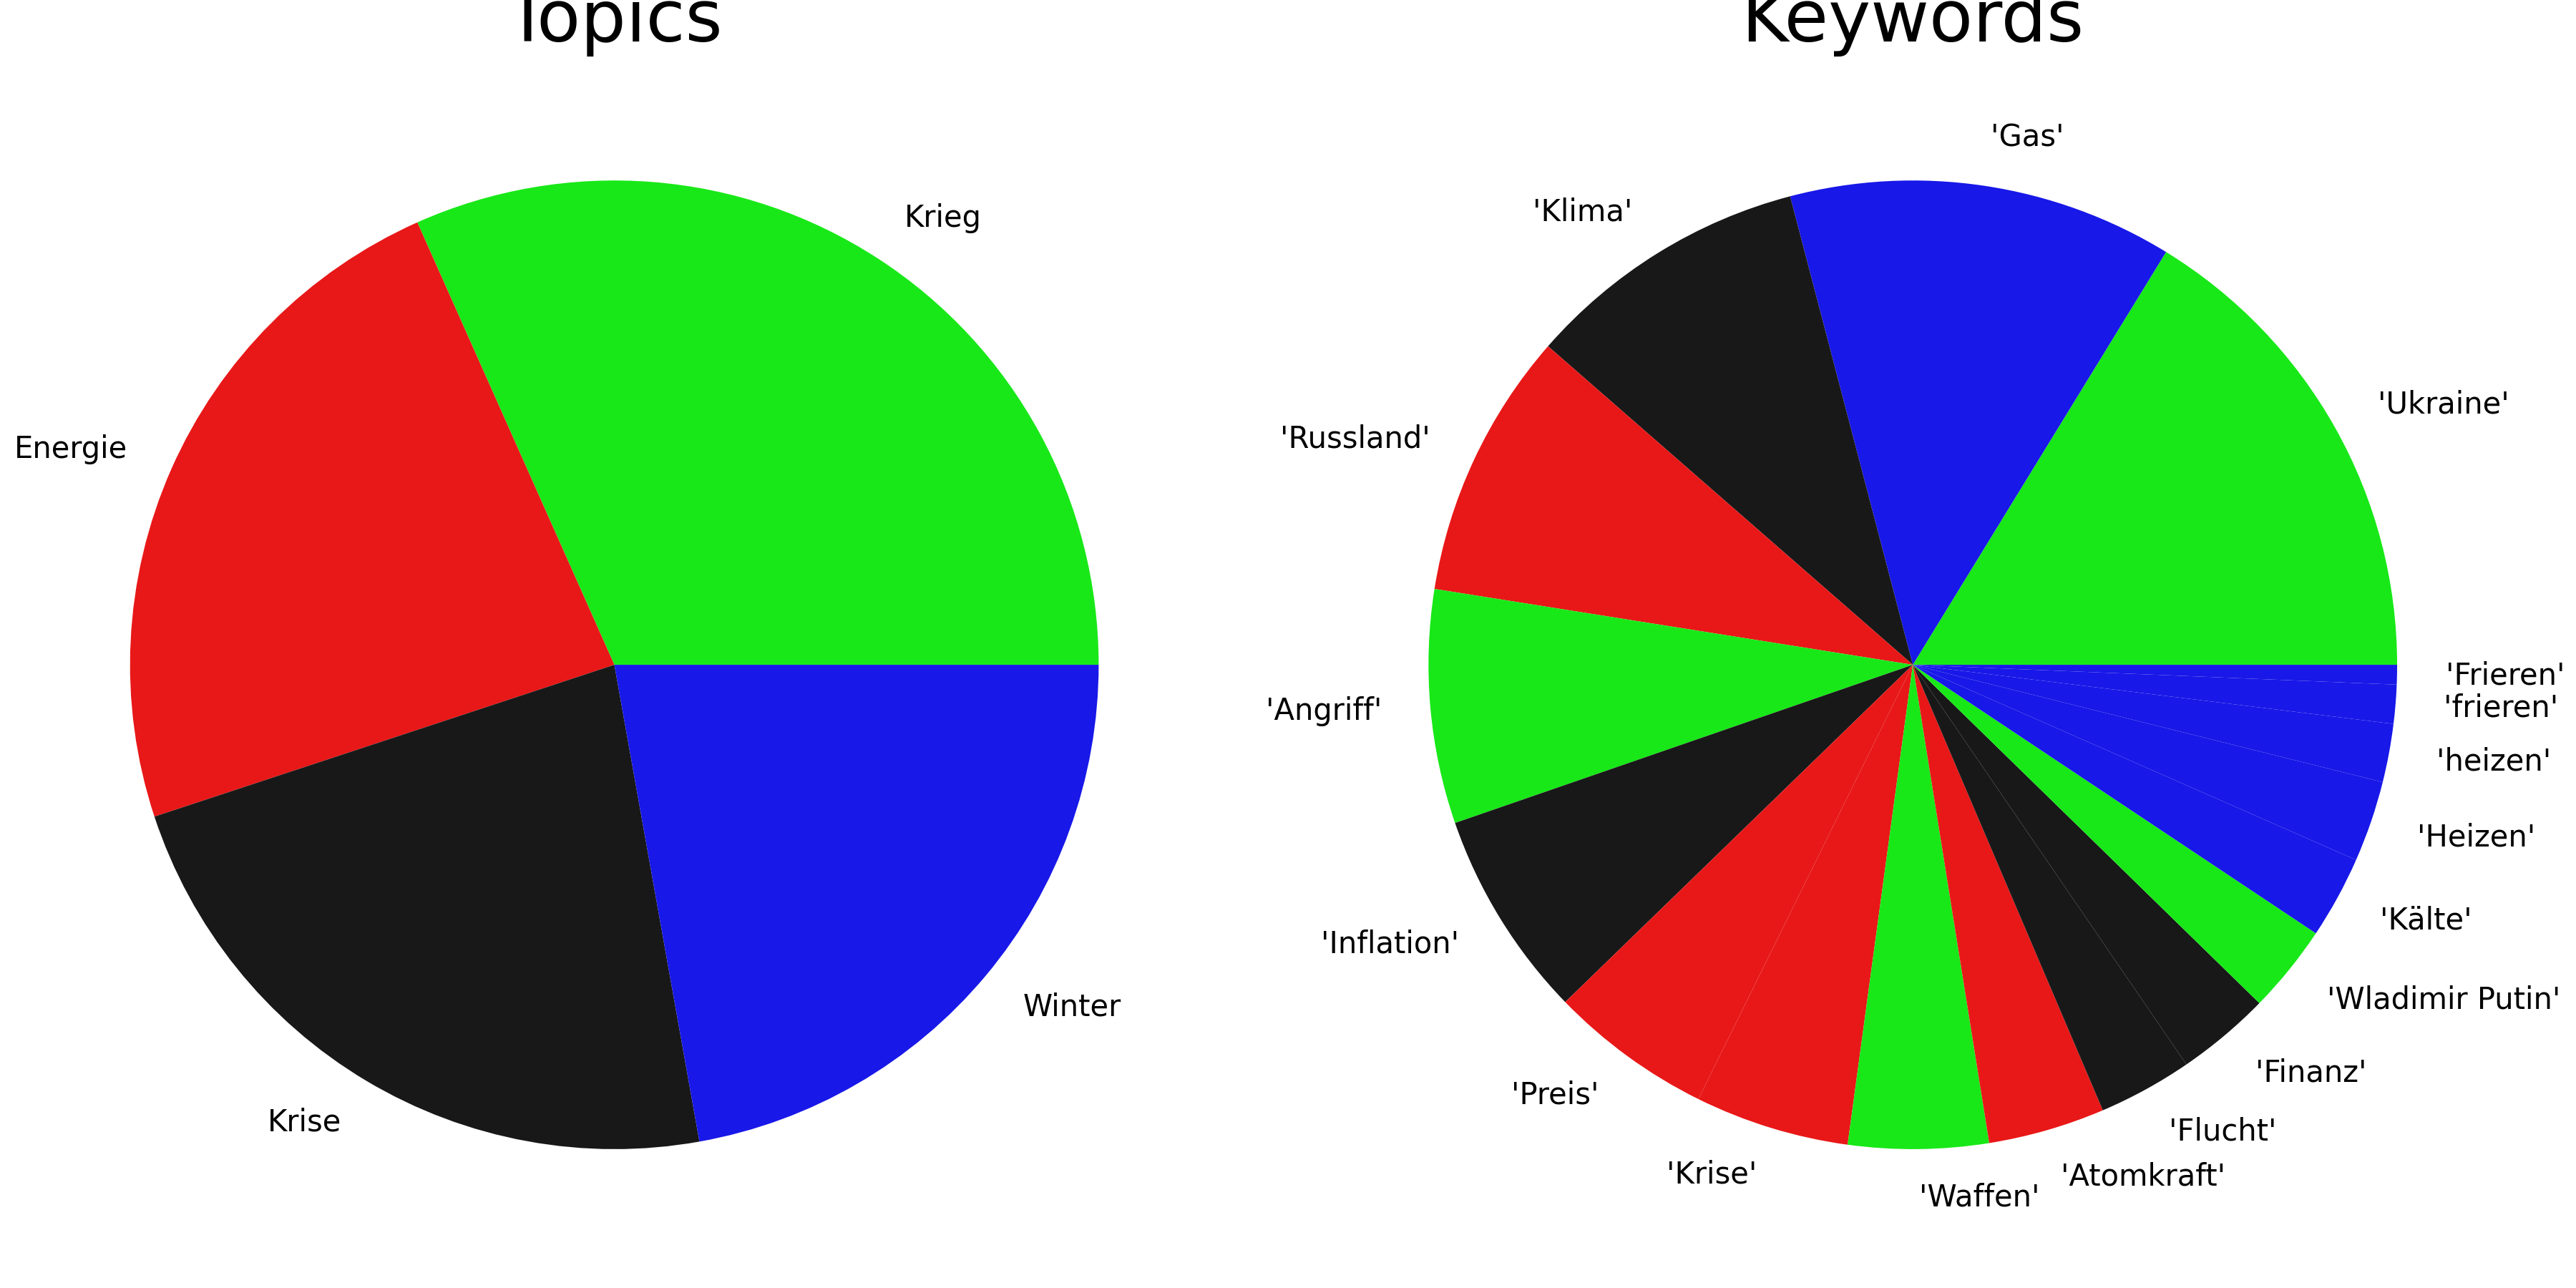 Topics
Krieg
Energie
Krise
Winter
Keywords
'Gas'
'Klima'
'Ukraine'
'Russland'
'Angriff'
'Inflation'
'Preis'
'Krise'
'Waffen'
'Atomkraft'
'Flucht'
'Finanz'
'Wladimir Putin'
'Kälte'
'Heizen'
'heizen'
'frieren'
'Frieren'